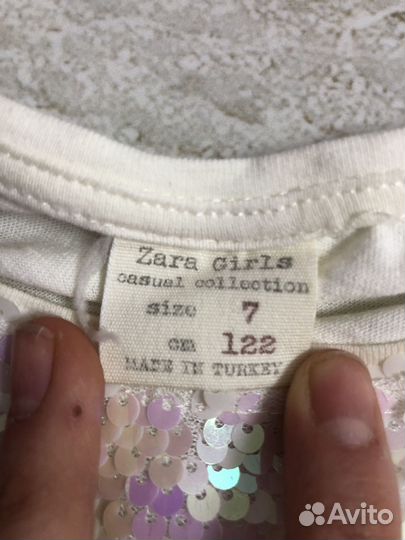 Zara Girls
casual collection
size 7
cm 122
MADE IN TURKEY
Avito